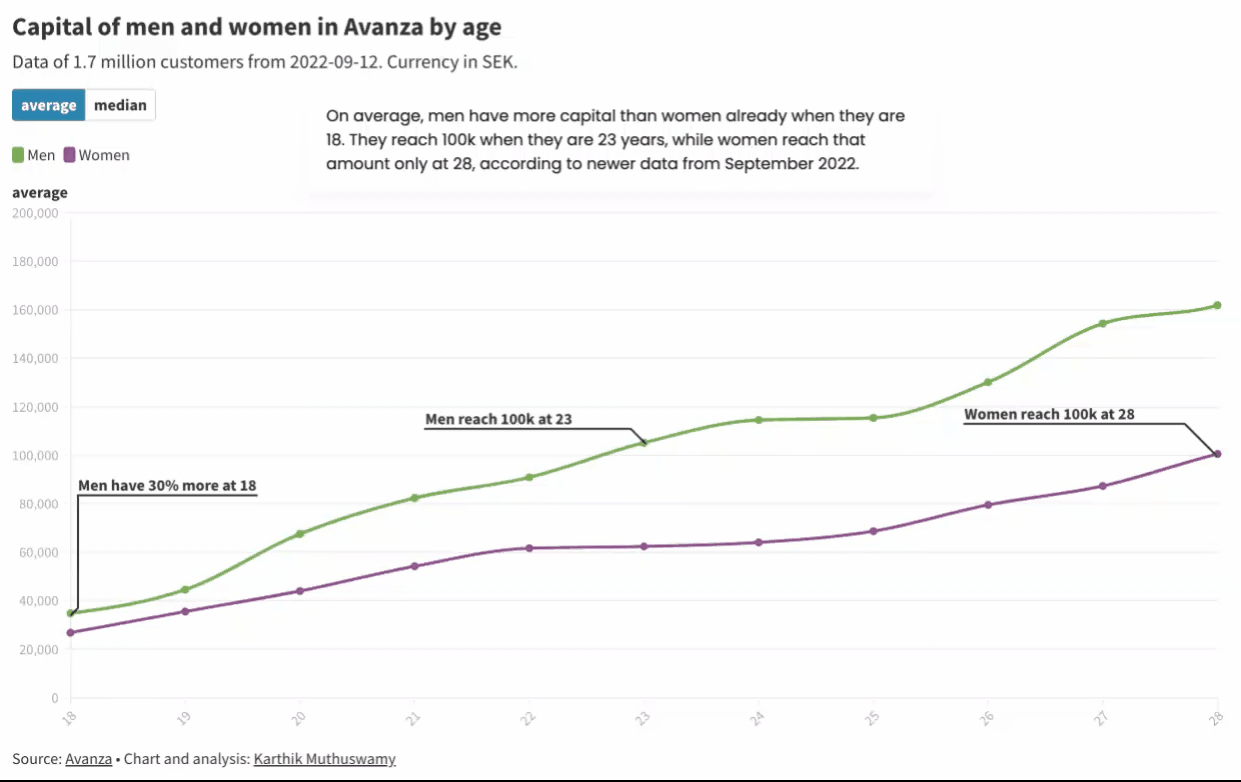 Capital of men and women in Avanza by age
Data of 1.7 million customers from 2022-09-12. Currency in SEK.
average median
On average, men have more capital than women already when they are
18. They reach 100k when they are 23 years, while women reach that
amount only at 28, according to newer data from September 2022.
Men Women
average
200,000
180,000
160,000
140,000
120,000
Men reach 100k at 23
Women reach 100k at 28
100,000
Men have 30% more at 18
80,000
60,000
40,000
20,000
0
18 19 20 21 22 23 24 25 26 27 28
Source: Avanza • Chart and analysis: Karthik Muthuswamy